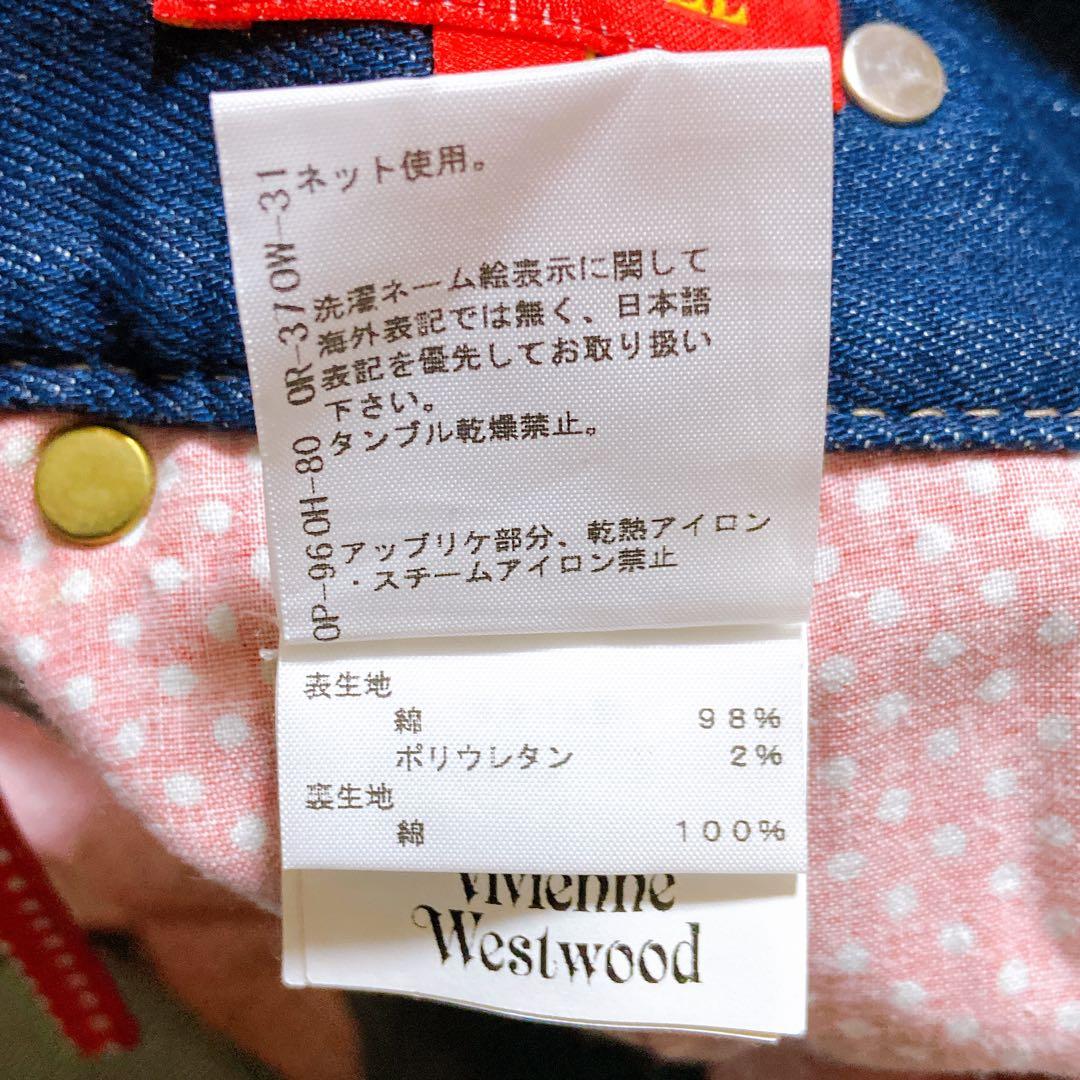 ネット使用。
洗濯ネーム絵表示に関して
海外表記では無く、日本語
表記を優先してお取り扱い
下さい。
タンブル乾燥禁止。
アップリケ部分、乾熱アイロン
・スチームアイロン禁止
OP-960H-80 OR-370W-31
表生地
綿 98%
ポリウレタン 2%
裏生地
綿 100%
Vivienne
Westwood